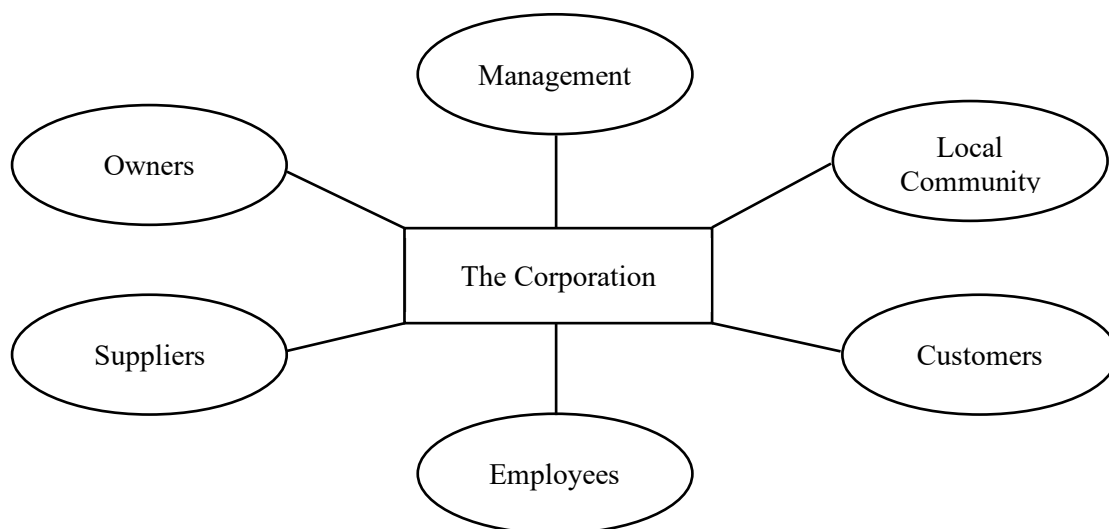 Management
Owners
Local
Community
The Corporation
Suppliers
Customers
Employees